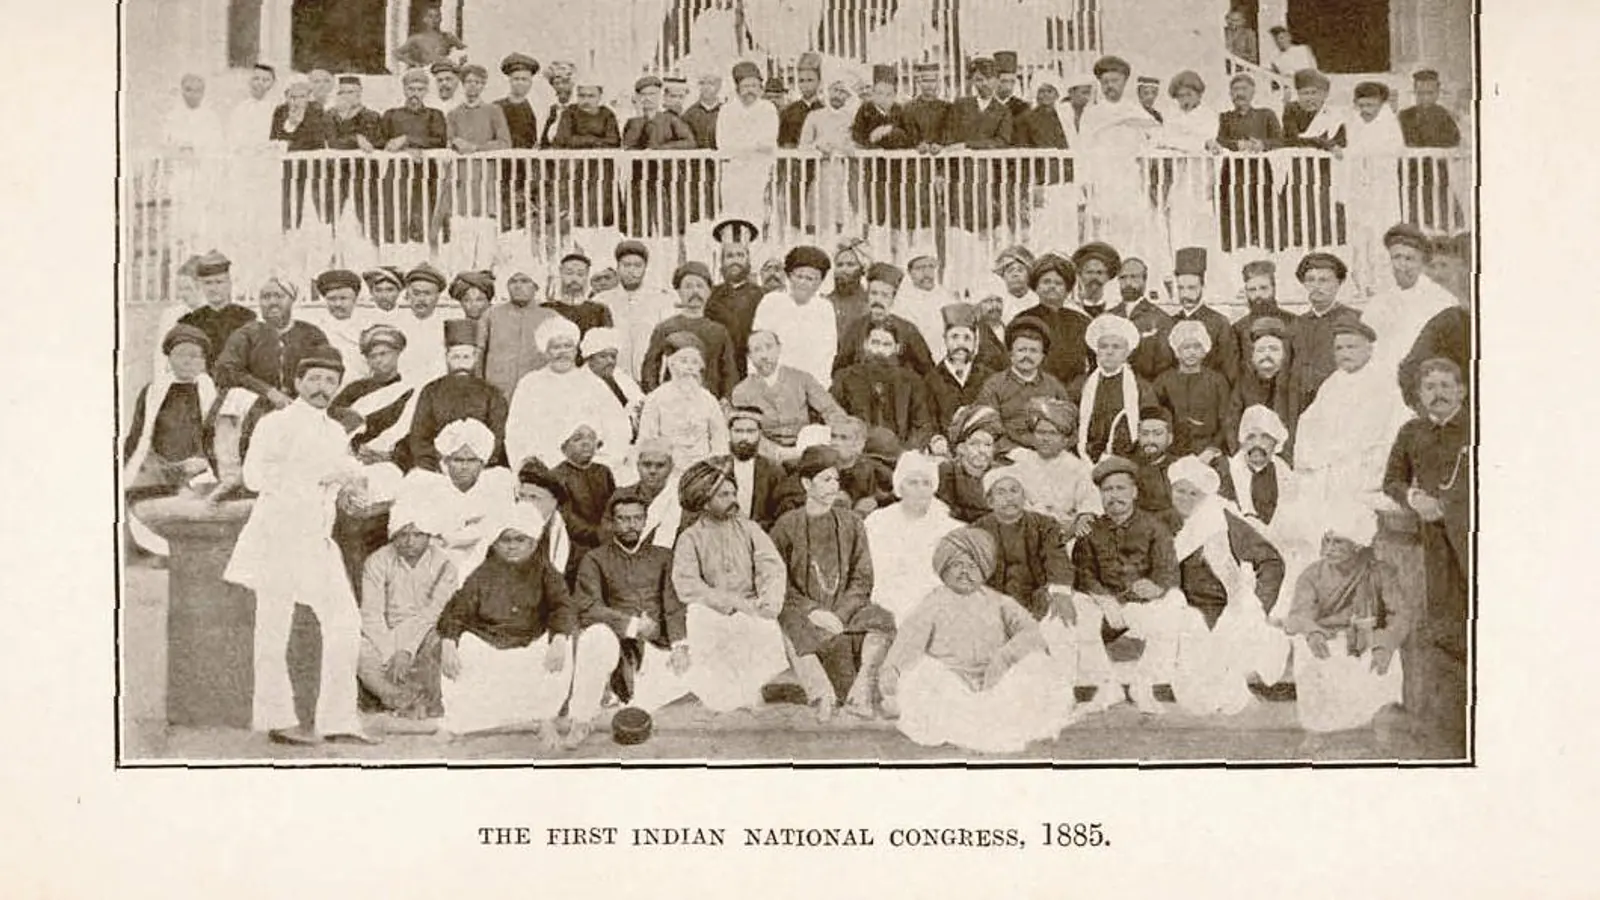 THE FIRST INDIAN NATIONAL CONGRESS, 1885.